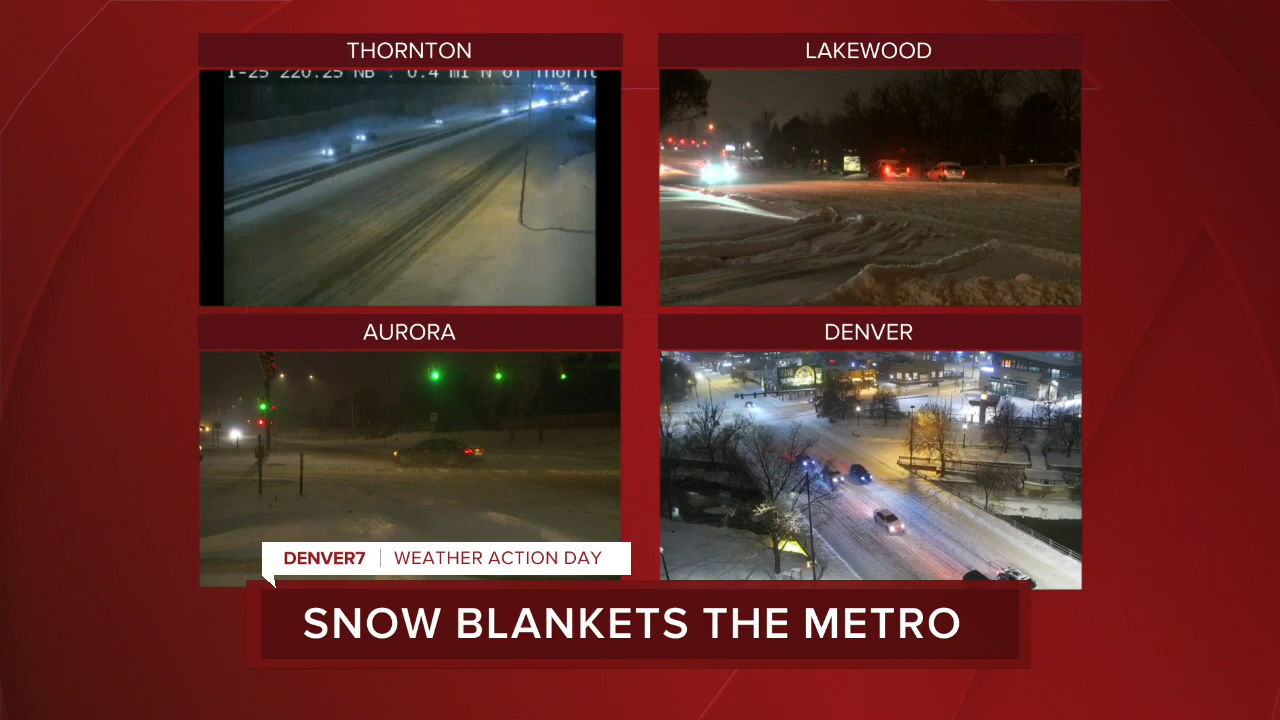 THORNTON
LAKEWOOD
I-25 220.25 NB : 0.4 mi N of Thornt
AURORA
DENVER
DENVER7 | WEATHER ACTION DAY
SNOW BLANKETS THE METRO